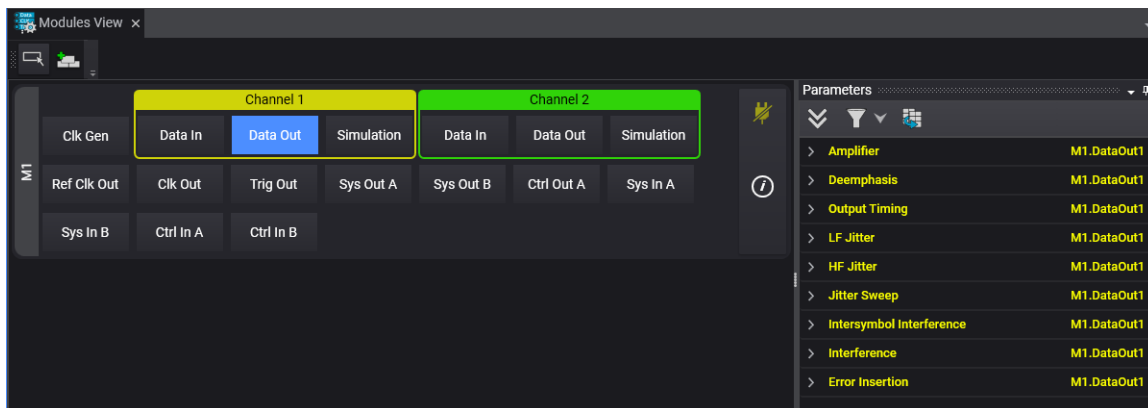 Modules View
Channel 1 Channel 2
Clk Gen Data In Data Out Simulation Data In Data Out Simulation
M1
Ref Clk Out Clk Out Trig Out Sys Out A Sys Out B Ctrl Out A Sys In A
Sys In B Ctrl In A Ctrl In B
Parameters
Amplifier M1.DataOut1
Deemphasis M1.DataOut1
Output Timing M1.DataOut1
LF Jitter M1.DataOut1
HF Jitter M1.DataOut1
Jitter Sweep M1.DataOut1
Intersymbol Interference M1.DataOut1
Interference M1.DataOut1
Error Insertion M1.DataOut1